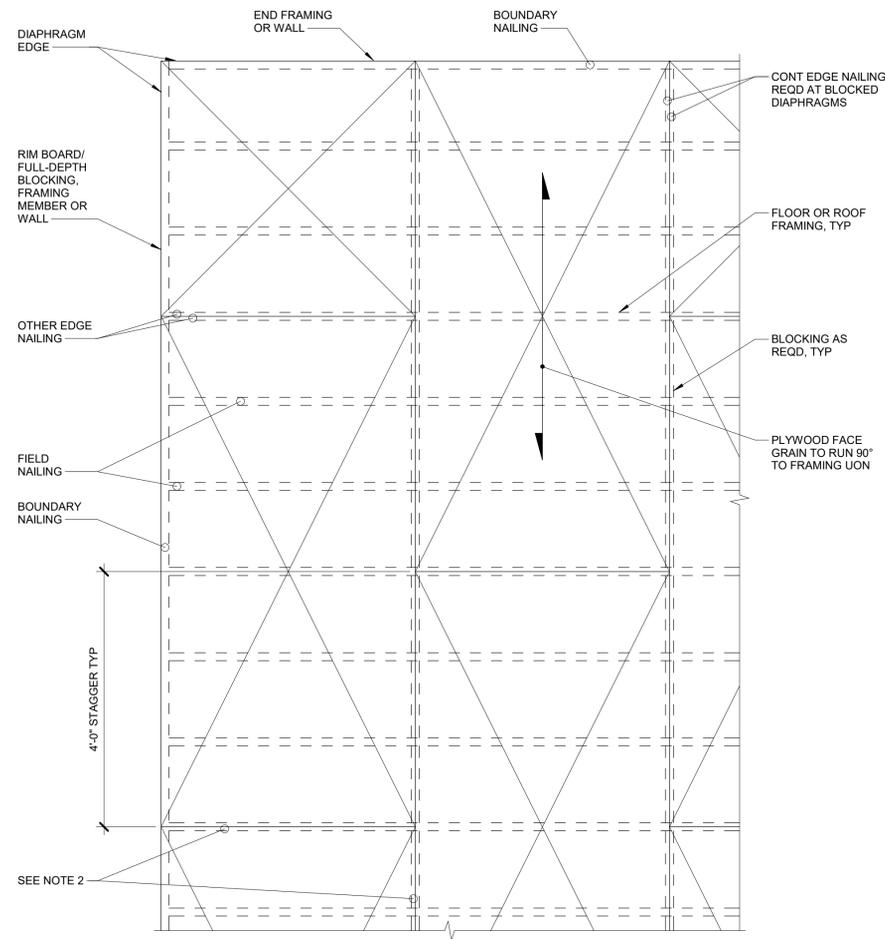 DIAPHRAGM
EDGE
END FRAMING
OR WALL
BOUNDARY
NAILING
CONT EDGE NAILING
REQD AT BLOCKED
DIAPHRAGMS
RIM BOARD/
FULL-DEPTH
BLOCKING,
FRAMING
MEMBER OR
WALL
FLOOR OR ROOF
FRAMING, TYP
OTHER EDGE
NAILING
BLOCKING AS
REQD, TYP
PLYWOOD FACE
GRAIN TO RUN 90°
TO FRAMING UON
FIELD
NAILING
BOUNDARY
NAILING
4'-0" STAGGER TYP
SEE NOTE 2